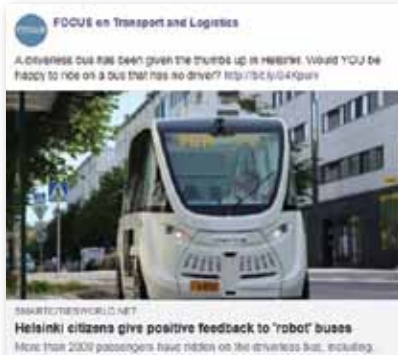 FOCUS on Transport and Logistics
A driverless bus has been given the thumbs up in Helsinki. Would YOU be
happy to ride on a bus that has no driver?
SMARTCITIESWORLD.NET
Helsinki citizens give positive feedback to 'robot' buses
More than 2000 passengers have ridden on the driverless bus, including...